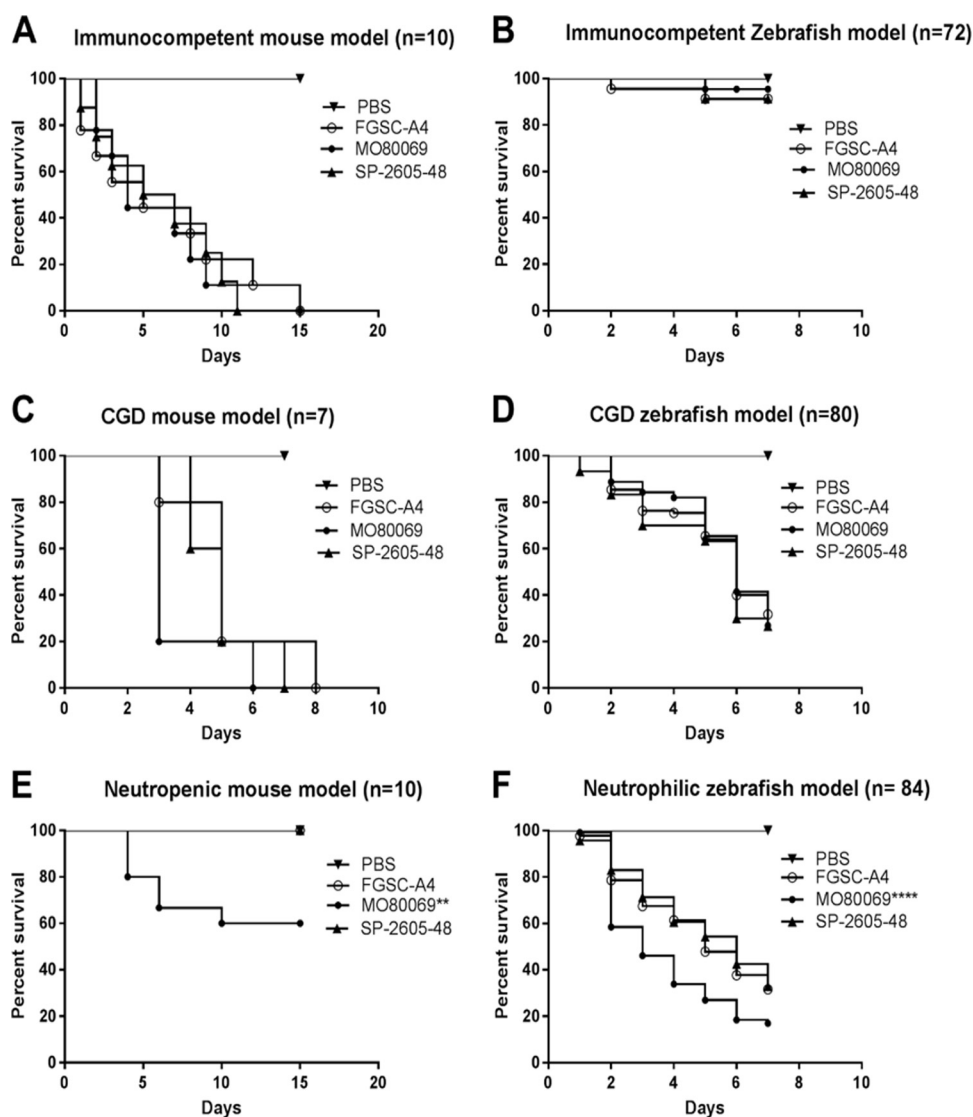 A Immunocompetent mouse model (n=10)
Percent survival
100
80
60
40
20
0
0 5 10 15 20
Days
PBS
FGSC-A4
MO80069
SP-2605-48
B Immunocompetent Zebrafish model (n=72)
Percent survival
100
80
60
40
20
0
0 2 4 6 8 10
Days
PBS
FGSC-A4
MO80069
SP-2605-48
C CGD mouse model (n=7)
Percent survival
100
80
60
40
20
0
0 2 4 6 8 10
Days
PBS
FGSC-A4
MO80069
SP-2605-48
D CGD zebrafish model (n=80)
Percent survival
100
80
60
40
20
0
0 2 4 6 8 10
Days
PBS
FGSC-A4
MO80069
SP-2605-48
E Neutropenic mouse model (n=10)
Percent survival
100
80
60
40
20
0
0 5 10 15 20
Days
PBS
FGSC-A4
MO80069**
SP-2605-48
F Neutrophilic zebrafish model (n= 84)
Percent survival
100
80
60
40
20
0
0 2 4 6 8 10
Days
PBS
FGSC-A4
MO80069****
SP-2605-48